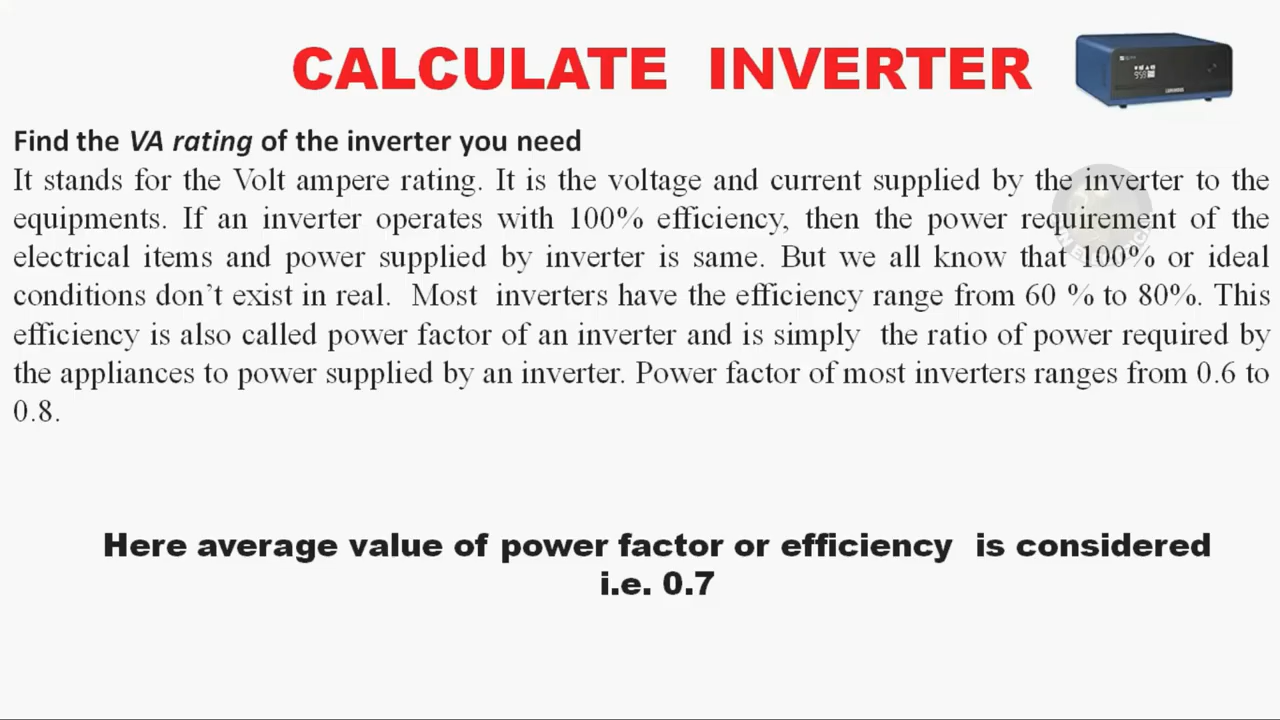 CALCULATE INVERTER
Find the VA rating of the inverter you need
It stands for the Volt ampere rating. It is the voltage and current supplied by the inverter to the
equipments. If an inverter operates with 100% efficiency, then the power requirement of the
electrical items and power supplied by inverter is same. But we all know that 100% or ideal
conditions don’t exist in real. Most inverters have the efficiency range from 60 % to 80%. This
efficiency is also called power factor of an inverter and is simply the ratio of power required by
the appliances to power supplied by an inverter. Power factor of most inverters ranges from 0.6 to
0.8.
Here average value of power factor or efficiency is considered
i.e. 0.7